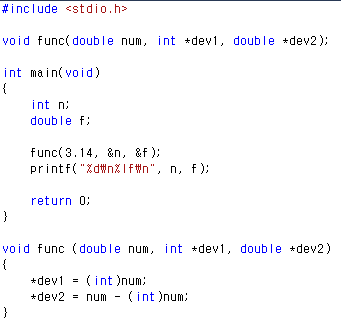 #include <stdio.h>
void func(double num, int *dev1, double *dev2);
int main(void)
{
int n;
double f;
func(3.14, &n, &f);
printf("%d₩n%lf₩n", n, f);
return 0;
}
void func (double num, int *dev1, double *dev2)
{
*dev1 = (int)num;
*dev2 = num - (int)num;
}